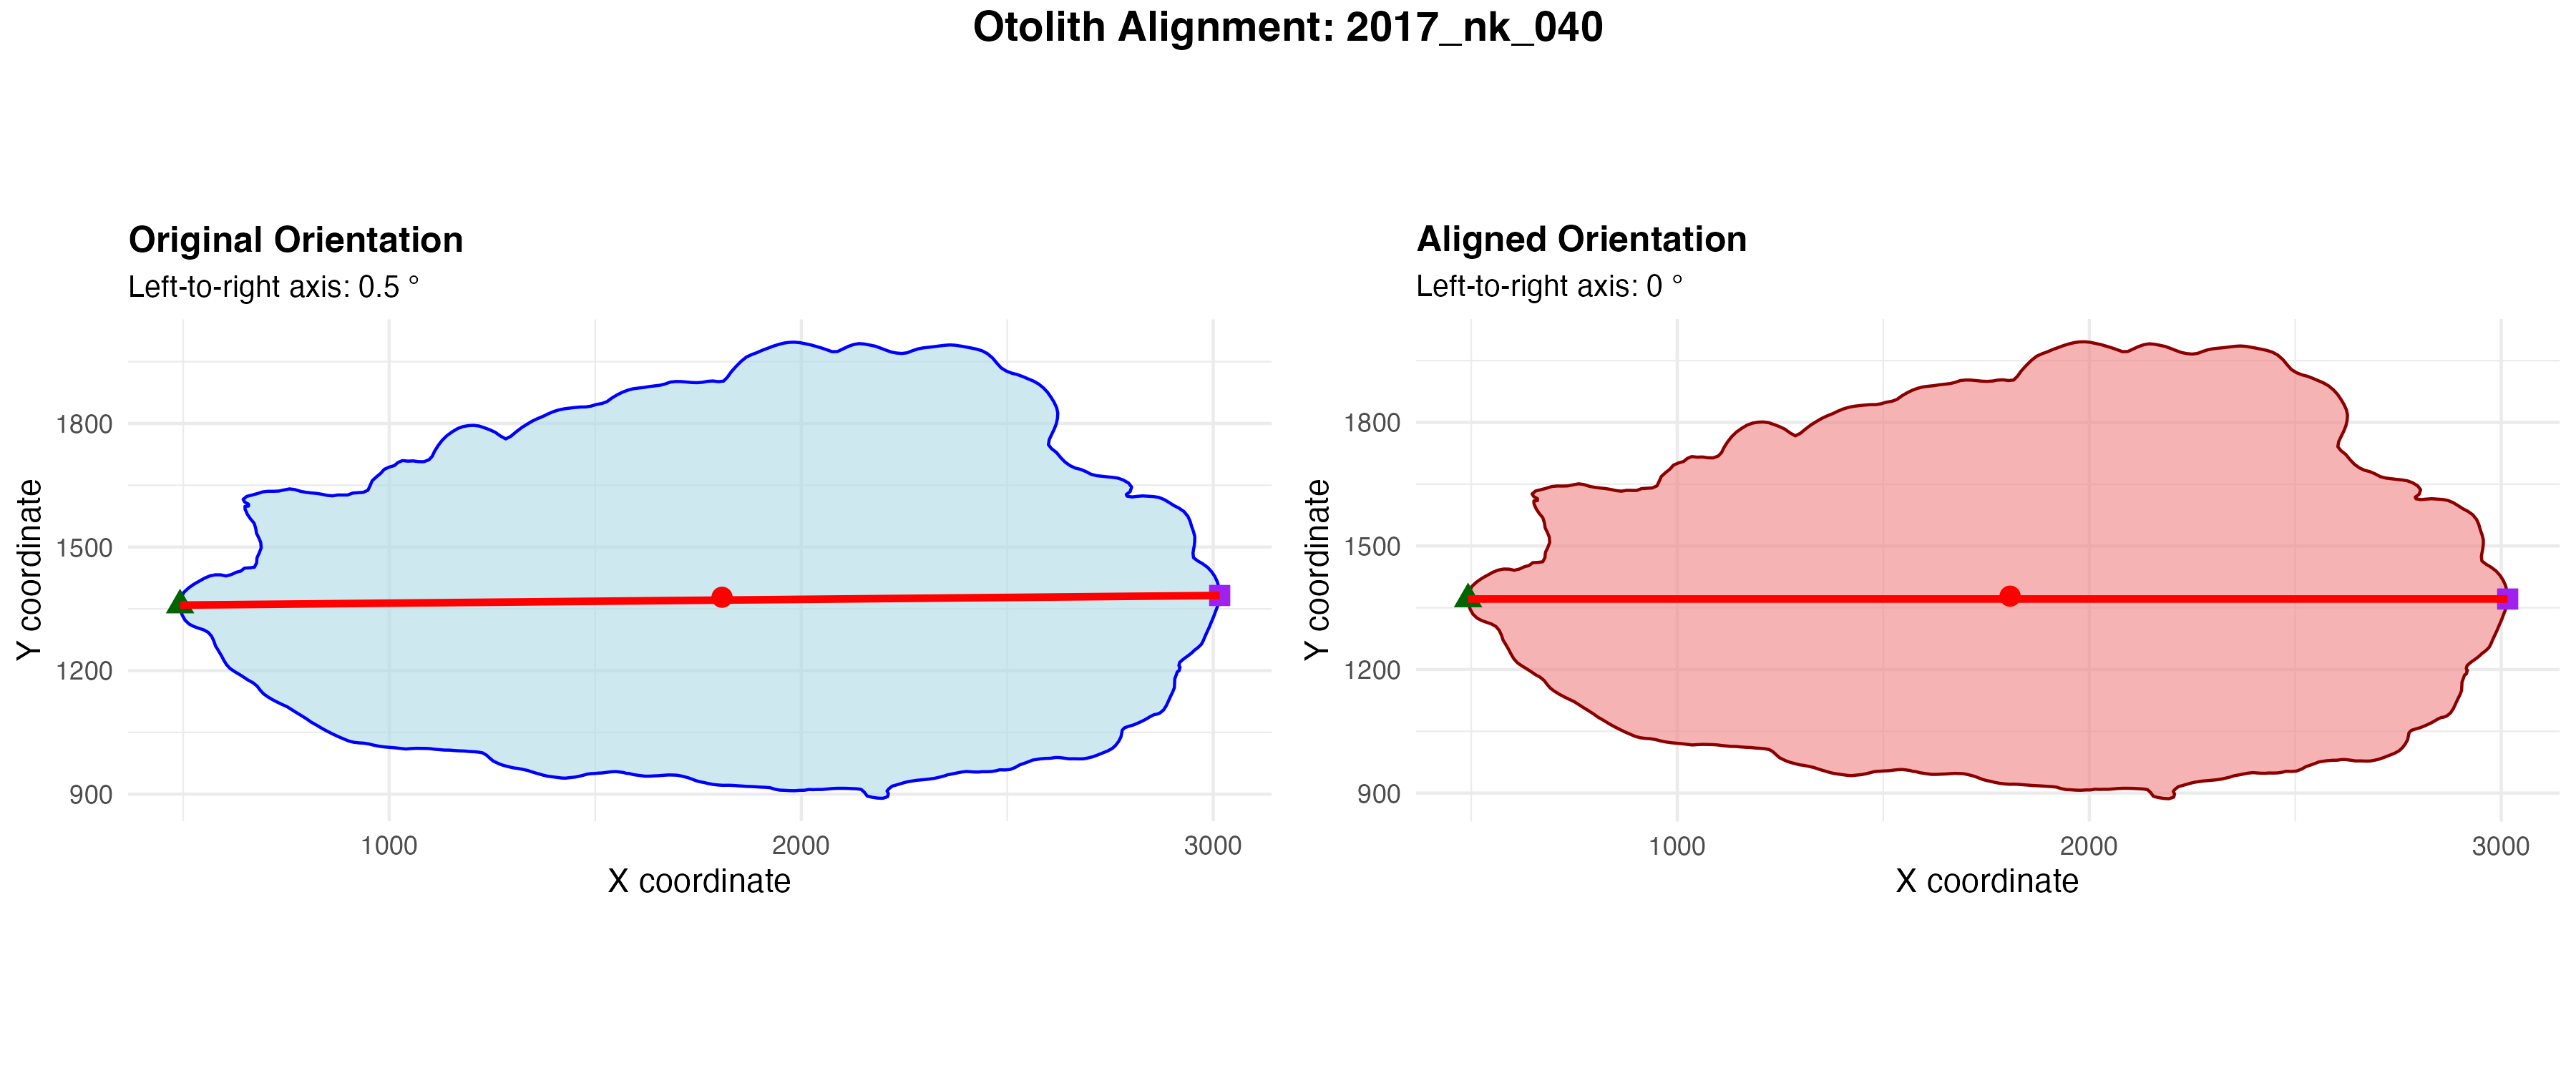 Otolith Alignment: 2017_nk_040
Original Orientation
Left-to-right axis: 0.5 °
Y coordinate
1800
1500
1200
900
1000 2000 3000
X coordinate
Aligned Orientation
Left-to-right axis: 0 °
Y coordinate
1800
1500
1200
900
1000 2000 3000
X coordinate